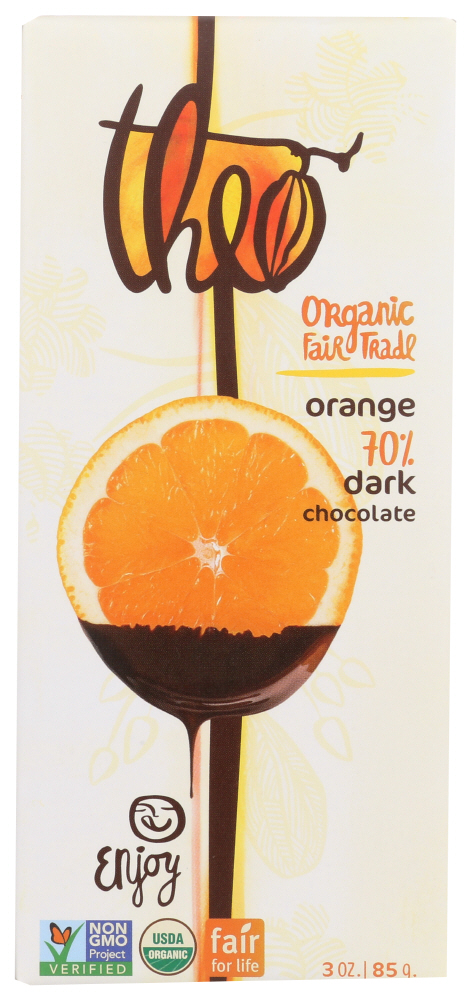 theo
Organic
Fair Trade
orange
70%
dark
chocolate
Enjoy
NON
GMO
Project
VERIFIED
USDA
ORGANIC
fair
for life
3 OZ. | 85 g.